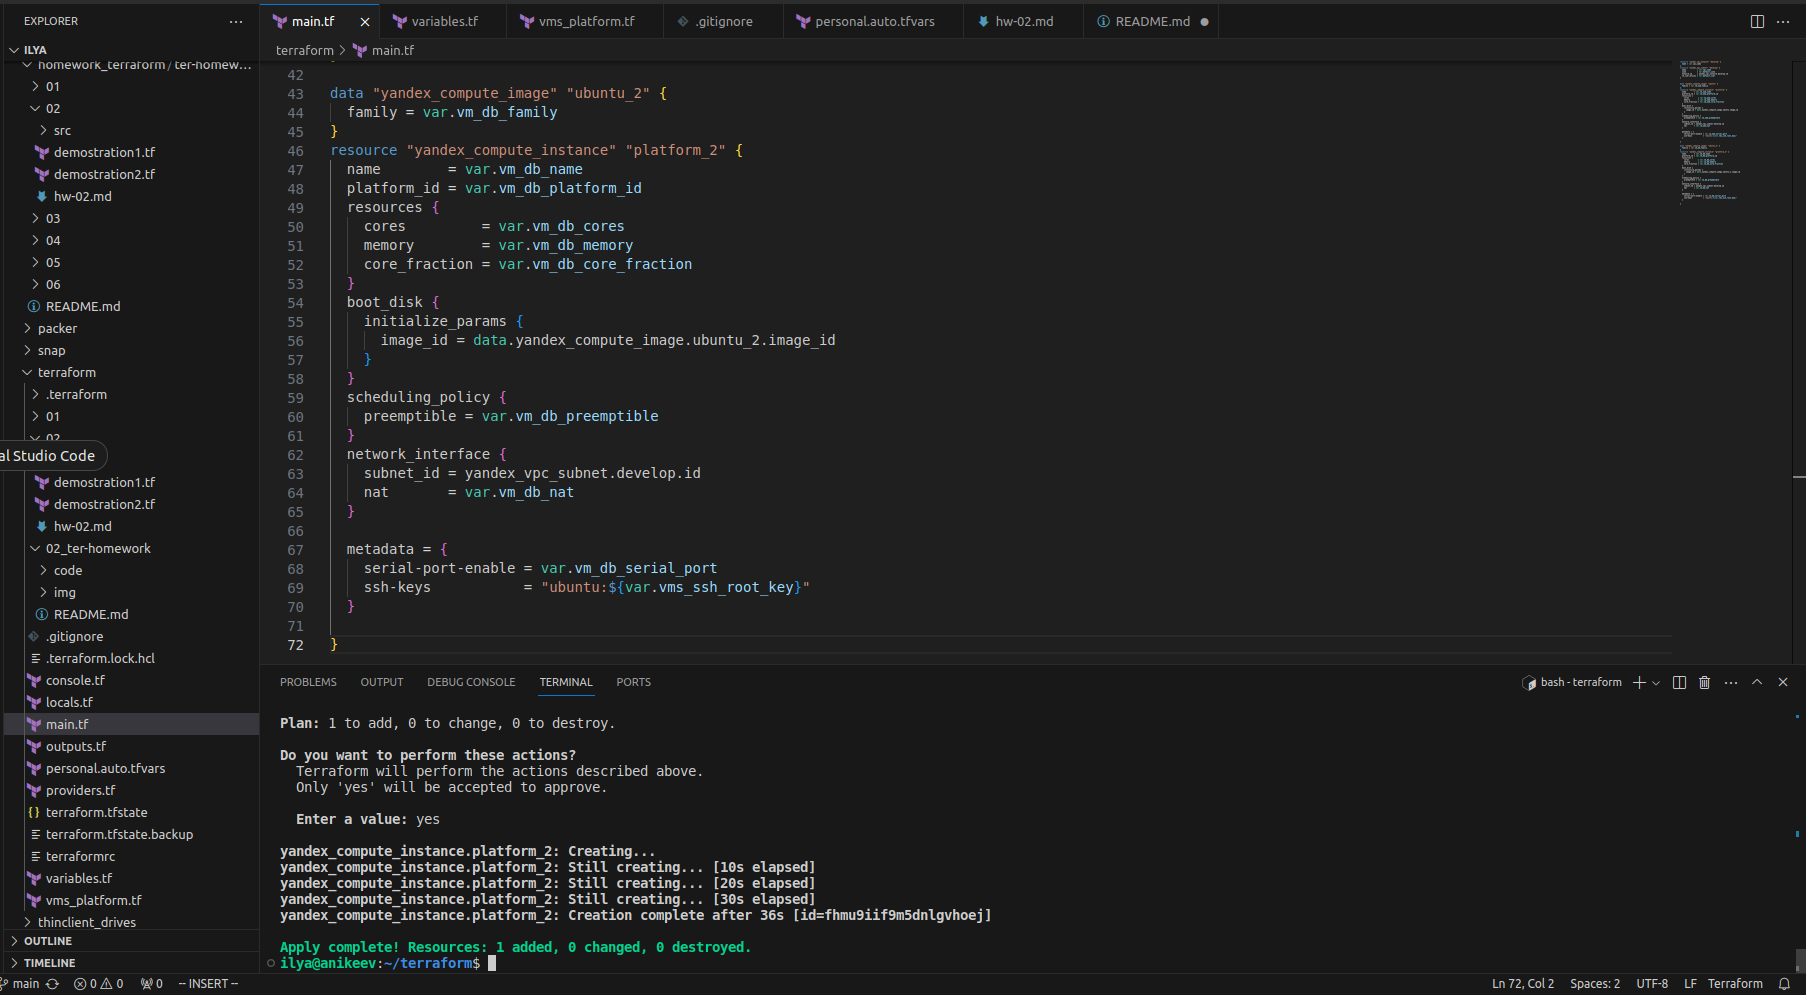 EXPLORER
ILYA
homework_terraform / ter-homew...
01
02
src
demostration1.tf
demostration2.tf
hw-02.md
03
04
05
06
README.md
packer
snap
terraform
.terraform
01
02
al Studio Code
demostration1.tf
demostration2.tf
hw-02.md
02_ter-homework
code
img
README.md
.gitignore
.terraform.lock.hcl
console.tf
locals.tf
main.tf
outputs.tf
personal.auto.tfvars
providers.tf
terraform.tfstate
terraform.tfstate.backup
terraformrc
variables.tf
vms_platform.tf
thinclient_drives
OUTLINE
TIMELINE
main.tf variables.tf vms_platform.tf .gitignore personal.auto.tfvars hw-02.md README.md
terraform > main.tf
42
43 data "yandex_compute_image" "ubuntu_2" {
44 family = var.vm_db_family
45 }
46 resource "yandex_compute_instance" "platform_2" {
47 name        = var.vm_db_name
48 platform_id = var.vm_db_platform_id
49 resources {
50 cores         = var.vm_db_cores
51 memory        = var.vm_db_memory
52 core_fraction = var.vm_db_core_fraction
53 }
54 boot_disk {
55 initialize_params {
56 image_id = data.yandex_compute_image.ubuntu_2.image_id
57 }
58 }
59 scheduling_policy {
60 preemptible = var.vm_db_preemptible
61 }
62 network_interface {
63 subnet_id = yandex_vpc_subnet.develop.id
64 nat       = var.vm_db_nat
65 }
66
67 metadata = {
68 serial-port-enable = var.vm_db_serial_port
69 ssh-keys           = "ubuntu:${var.vms_ssh_root_key}"
70 }
71
72 }
PROBLEMS OUTPUT DEBUG CONSOLE TERMINAL PORTS
bash - terraform
Plan: 1 to add, 0 to change, 0 to destroy.
Do you want to perform these actions?
Terraform will perform the actions described above.
Only 'yes' will be accepted to approve.
Enter a value: yes
yandex_compute_instance.platform_2: Creating...
yandex_compute_instance.platform_2: Still creating... [10s elapsed]
yandex_compute_instance.platform_2: Still creating... [20s elapsed]
yandex_compute_instance.platform_2: Still creating... [30s elapsed]
yandex_compute_instance.platform_2: Creation complete after 36s [id=fhmu9iif9m5dnlgvhoej]
Apply complete! Resources: 1 added, 0 changed, 0 destroyed.
ilya@anikeev:~/terraform$
main 0 0 0 -- INSERT -- Ln 72, Col 2 Spaces: 2 UTF-8 LF Terraform